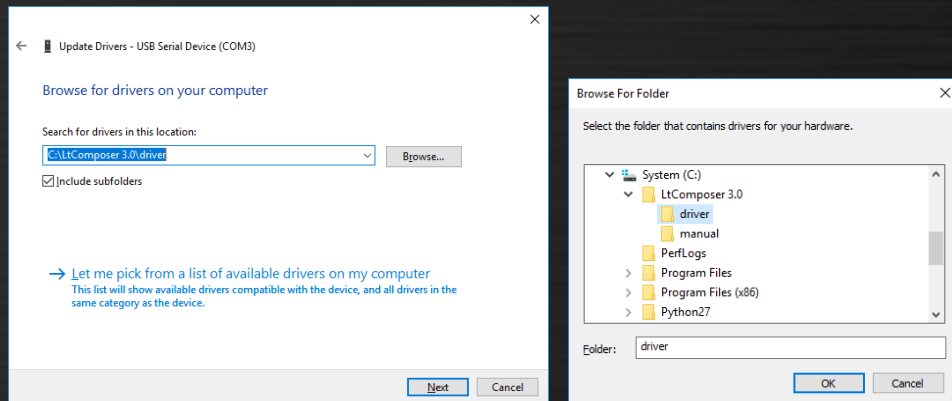 Update Drivers - USB Serial Device (COM3)
Browse for drivers on your computer
Search for drivers in this location:
C:\LtComposer 3.0\driver
Browse...
Include subfolders
Let me pick from a list of available drivers on my computer
This list will show available drivers compatible with the device, and all drivers in the
same category as the device.
Next
Cancel
Browse For Folder
Select the folder that contains drivers for your hardware.
System (C:)
LtComposer 3.0
driver
manual
PerfLogs
Program Files
Program Files (x86)
Python27
Folder:
driver
OK
Cancel